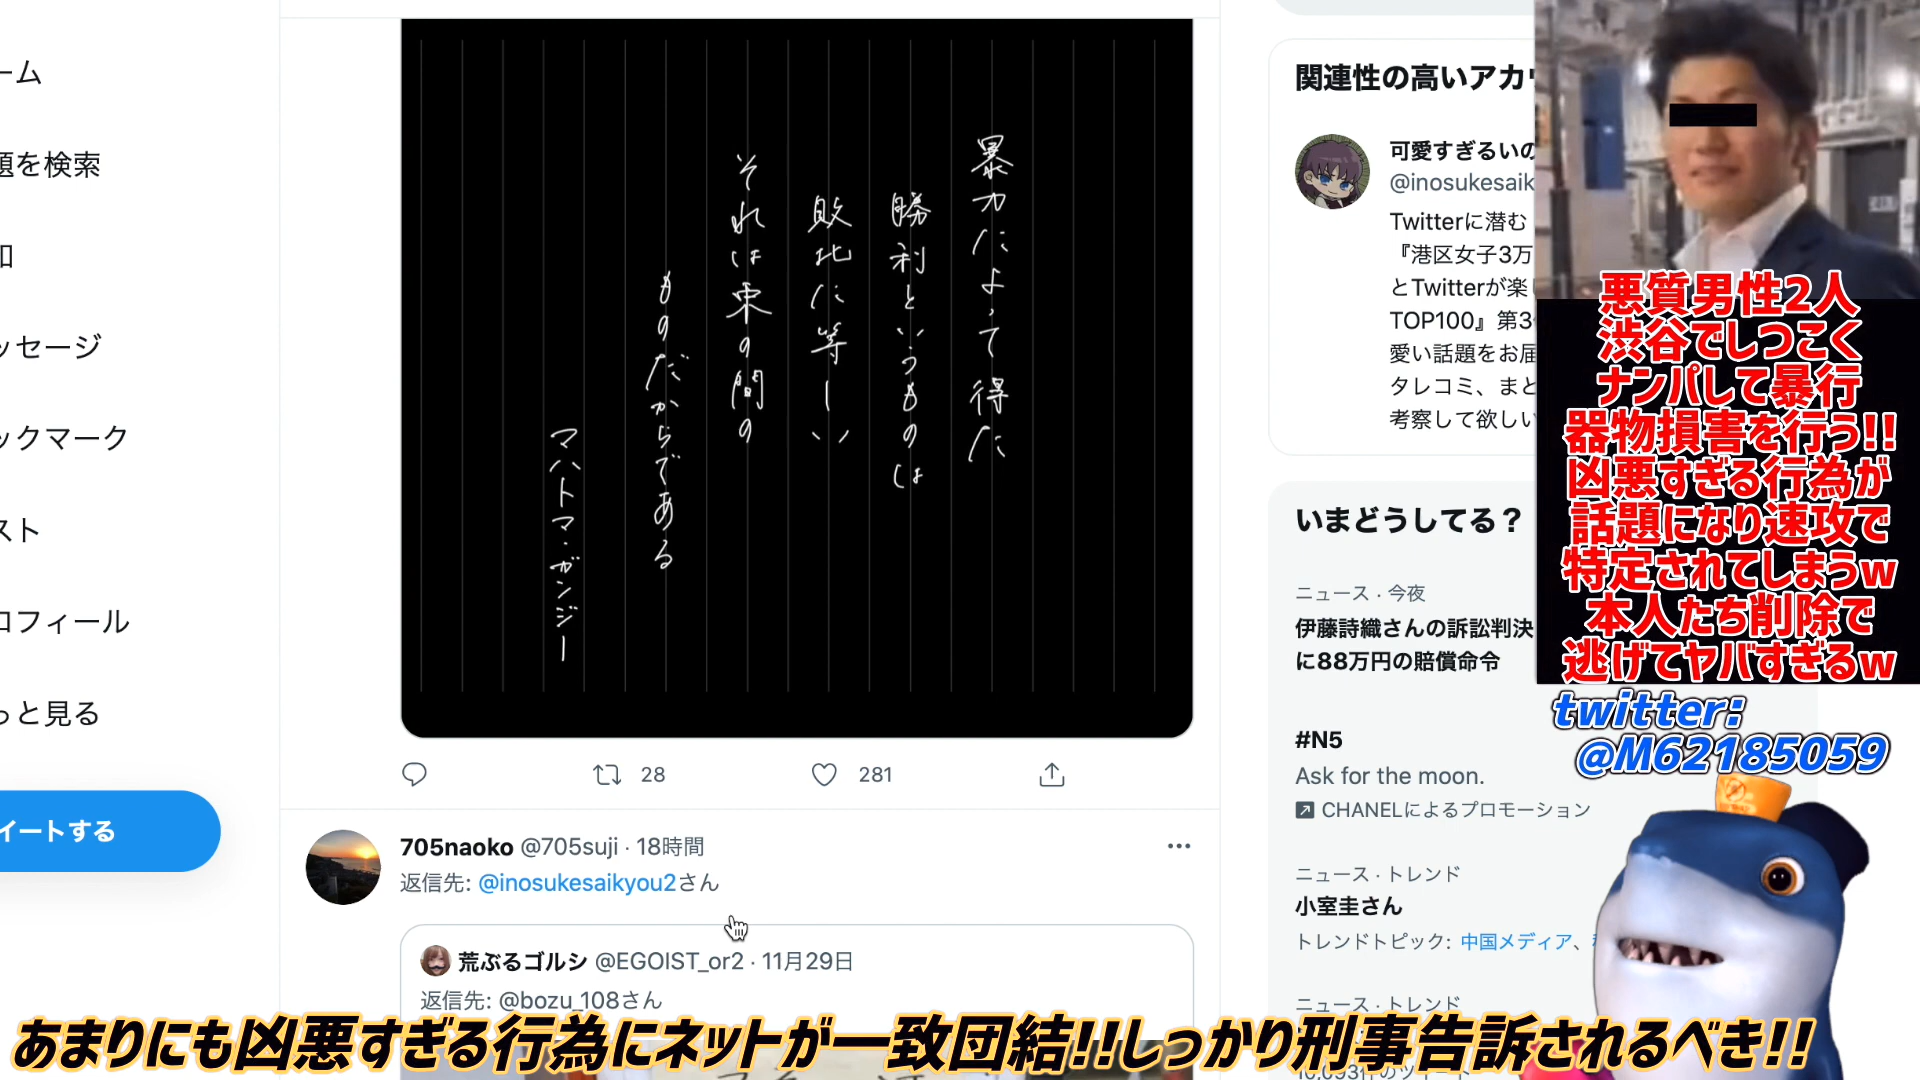 ーム
題を検索
知
ッセージ
ックマーク
スト
ロフィール
っと見る
イートする
暴力によって得た
勝利というものは
敗北に等しい
それは束の間の
ものだからである
マハトマ・ガンジー
28
281
705naoko @705suji · 18時間
返信先: @inosukesaikyou2さん
荒ぶるゴルシ @EGOIST_or2 · 11月29日
返信先: @bozu_108さん
関連性の高いアカ
可愛すぎるいの
@inosukesaik
Twitterに潜む
『港区女子3万
とTwitterが楽
TOP100』第3
愛い話題をお届
タレコミ、まと
考察して欲しい
いまどうしてる？
ニュース · 今夜
伊藤詩織さんの訴訟判決
に88万円の賠償命令
#N5
Ask for the moon.
CHANELによるプロモーション
ニュース · トレンド
小室圭さん
トレンドトピック: 中国メディア、
ニュース · トレンド
悪質男性2人
渋谷でしつこく
ナンパして暴行
器物損害を行う!!
凶悪すぎる行為が
話題になり速攻で
特定されてしまうw
本人たち削除で
逃げてヤバすぎるw
twitter:
@M62185059
あまりにも凶悪すぎる行為にネットが一致団結!!しっかり刑事告訴されるべき!!